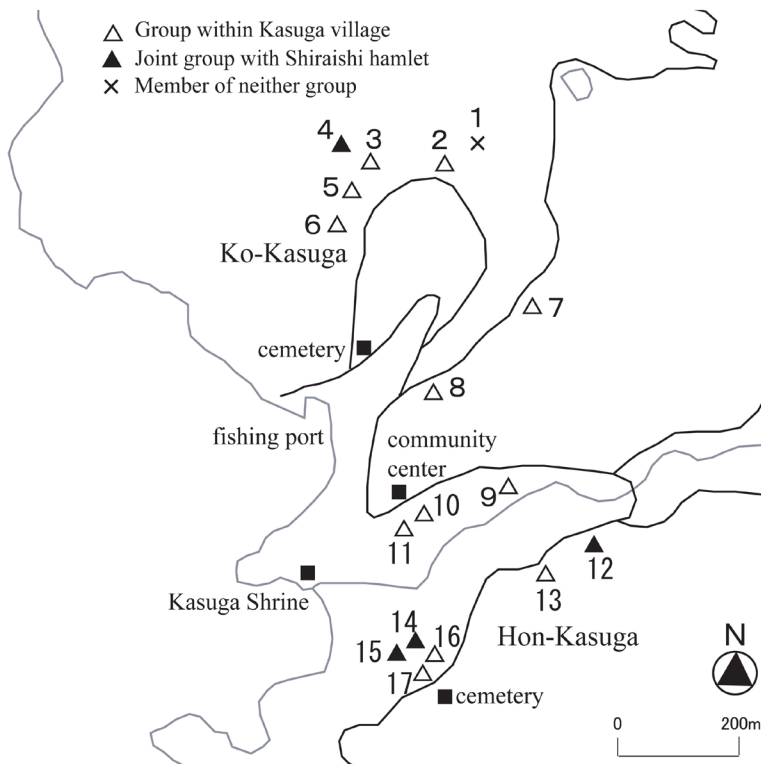 △ Group within Kasuga village
▲ Joint group with Shiraishi hamlet
× Member of neither group
1
4
3
2
5
6
Ko-Kasuga
7
cemetery
8
fishing port
community
center
9
10
11
12
Kasuga Shrine
13
14
16
Hon-Kasuga
N
15
17
cemetery
0
200m